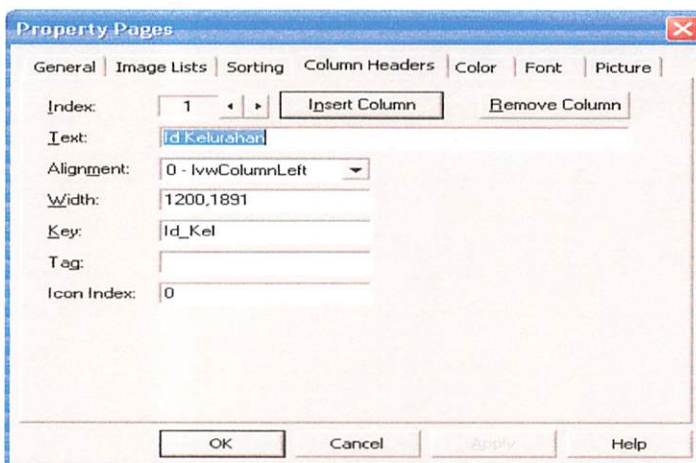 Property Pages
General Image Lists Sorting Column Headers Color Font Picture
Index: 1 Insert Column Remove Column
Text: Id Kelurahan
Alignment: 0 - lvwColumnLeft
Width: 1200,1891
Key: Id_Kel
Tag:
Icon Index: 0
OK Cancel Apply Help